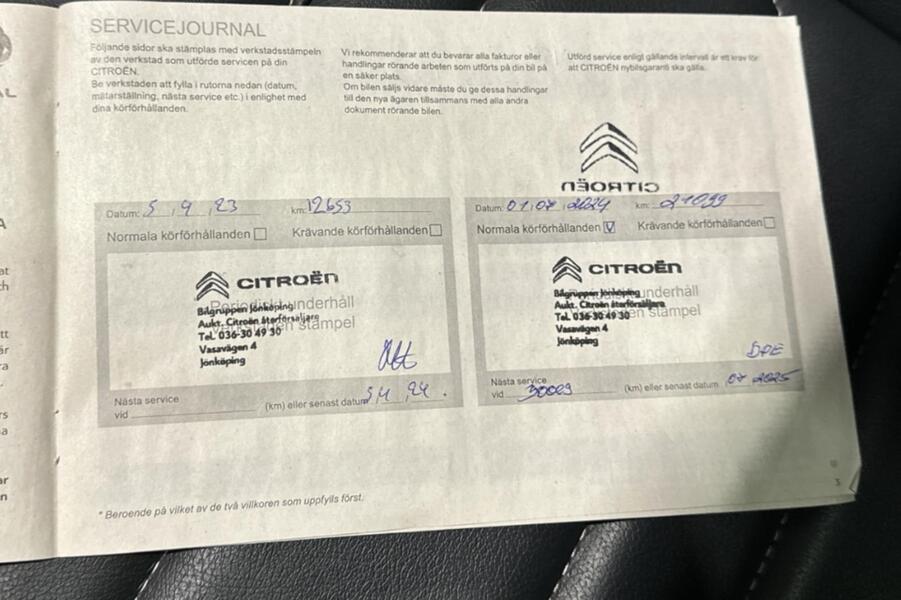 SERVICEJOURNAL
Följande sidor ska stämplas med verkstadsstämpeln
av den verkstad som utförde servicen på din
CITROËN.
Be verkstaden att fylla i rutorna nedan (datum,
mätarställning, nästa service etc.) i enlighet med
dina körförhållanden.
Vi rekommenderar att du bevarar alla fakturor eller
handlingar rörande arbeten som utförts på din bil på
en säker plats.
Om bilen säljs vidare måste du ge dessa handlingar
till den nya ägaren tillsammans med alla andra
dokument rörande bilen.
Utförd service enligt gällande intervall är ett krav för
att CITROËN nybilsgaranti ska gälla.
CITROËN
Datum: 5 , 9 , 23 km: 12653
Normala körförhållanden Krävande körförhållanden
CITROËN
Periodiskt underhåll
Bilgruppen Jönköping
Aukt. Citroën återförsäljare
stämpel
Tel. 036-30 49 30
Vasavägen 4
Jönköping
Nästa service
vid (km) eller senast datum
Datum: 01,07,2024 km:
Normala körförhållanden Krävande körförhållanden
CITROËN
underhåll
Bilgruppen Jönköping
Aukt. Citroën återförsäljare
en stämpel
Tel. 036-30 49 30
Vasavägen 4
Jönköping
Nästa service
vid (km) eller senast datum 07 2025
* Beroende på vilket av de två villkoren som uppfylls först.
3